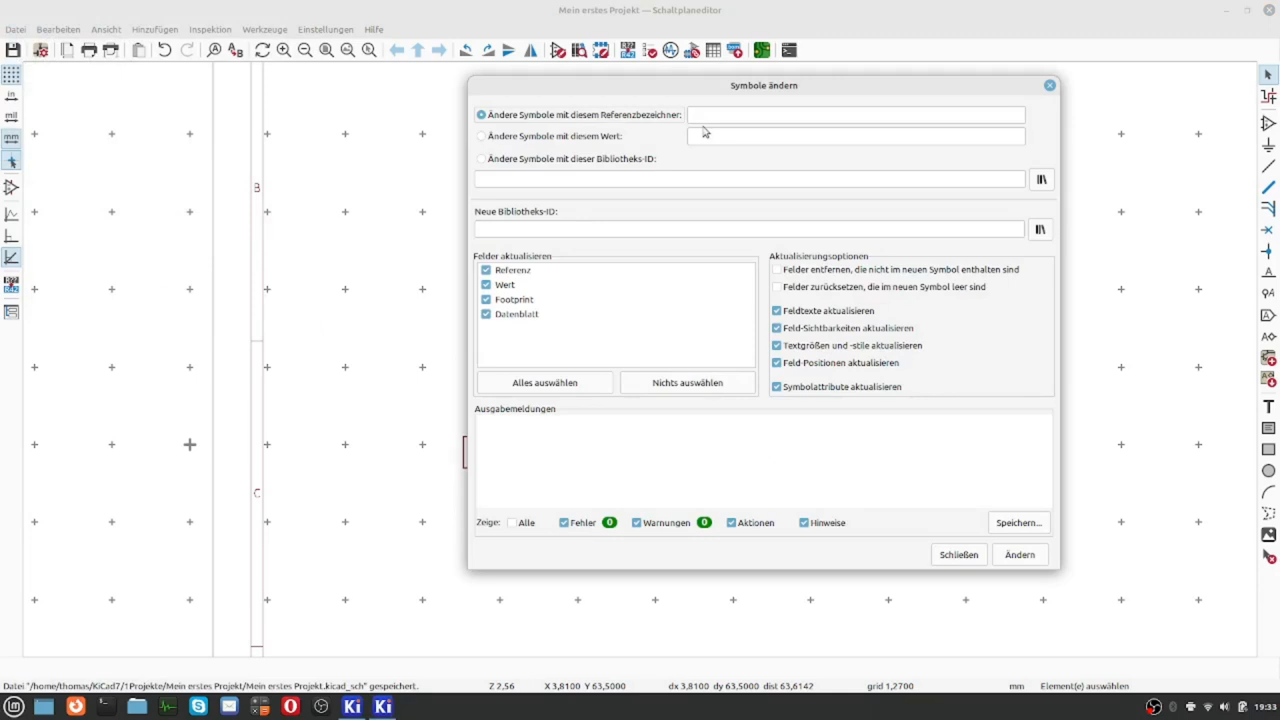 Mein erstes Projekt — Schaltplaneditor
Datei Bearbeiten Ansicht Hinzufügen Inspektion Werkzeuge Einstellungen Hilfe
in
mil
mm
B
C
Symbole ändern
Ändere Symbole mit diesem Referenzbezeichner:
Ändere Symbole mit diesem Wert:
Ändere Symbole mit dieser Bibliotheks-ID:
Neue Bibliotheks-ID:
Felder aktualisieren
Referenz
Wert
Footprint
Datenblatt
Alles auswählen Nichts auswählen
Aktualisierungsoptionen
Felder entfernen, die nicht im neuen Symbol enthalten sind
Felder zurücksetzen, die im neuen Symbol leer sind
Feldtexte aktualisieren
Feld-Sichtbarkeiten aktualisieren
Textgrößen und -stile aktualisieren
Feld-Positionen aktualisieren
Symbolattribute aktualisieren
Ausgabemeldungen
Zeige: Alle Fehler 0 Warnungen 0 Aktionen Hinweise Speichern...
Schließen Ändern
Datei "/home/thomas/KiCad7/1Projekte/Mein erstes Projekt/Mein erstes Projekt.kicad_sch" gespeichert. Z 2,56 X 3,8100 Y 63,5000 dx 3,8100 dy 63,5000 dist 63,6142 grid 1,2700 mm Element(e) auswählen
Ki Ki 19:33